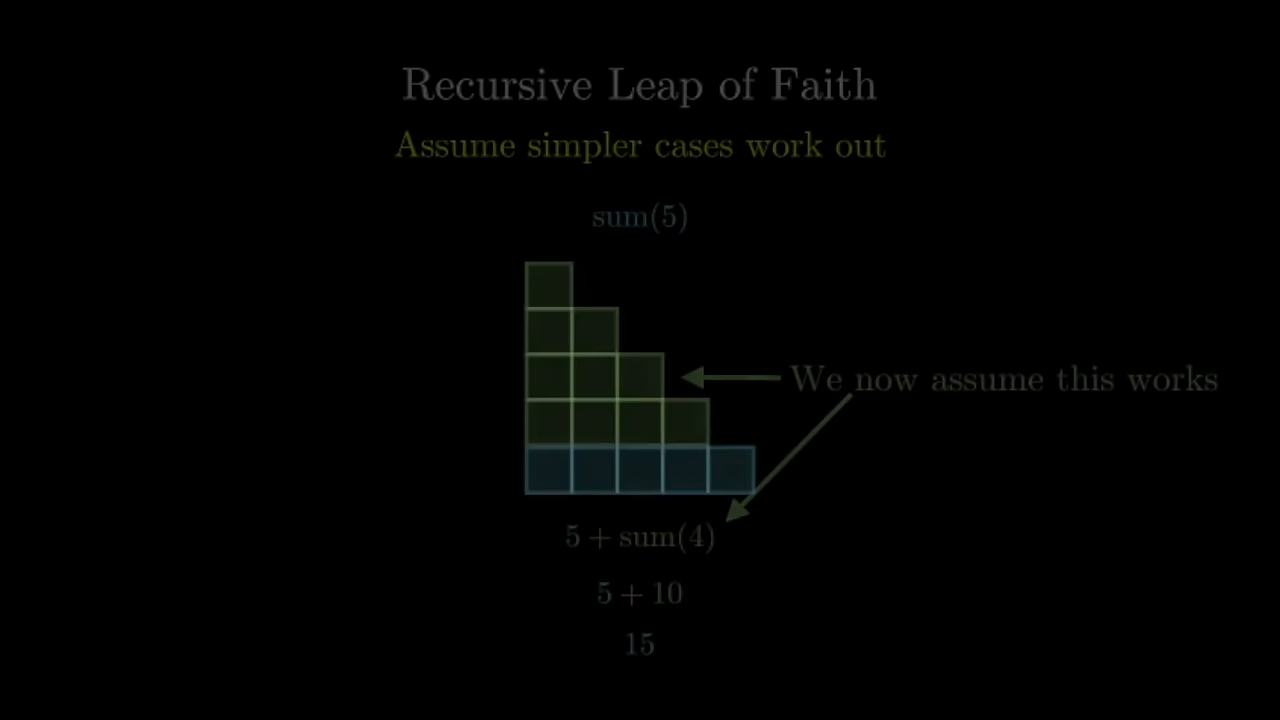 Recursive Leap of Faith
Assume simpler cases work out
sum(5)
We now assume this works
5 + sum(4)
5 + 10
15